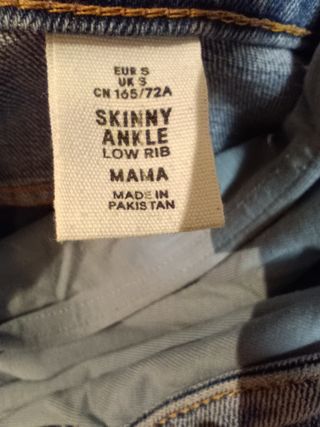 EUR S
UK S
CN 165/72A
SKINNY
ANKLE
LOW RIB
MAMA
MADE IN
PAKISTAN